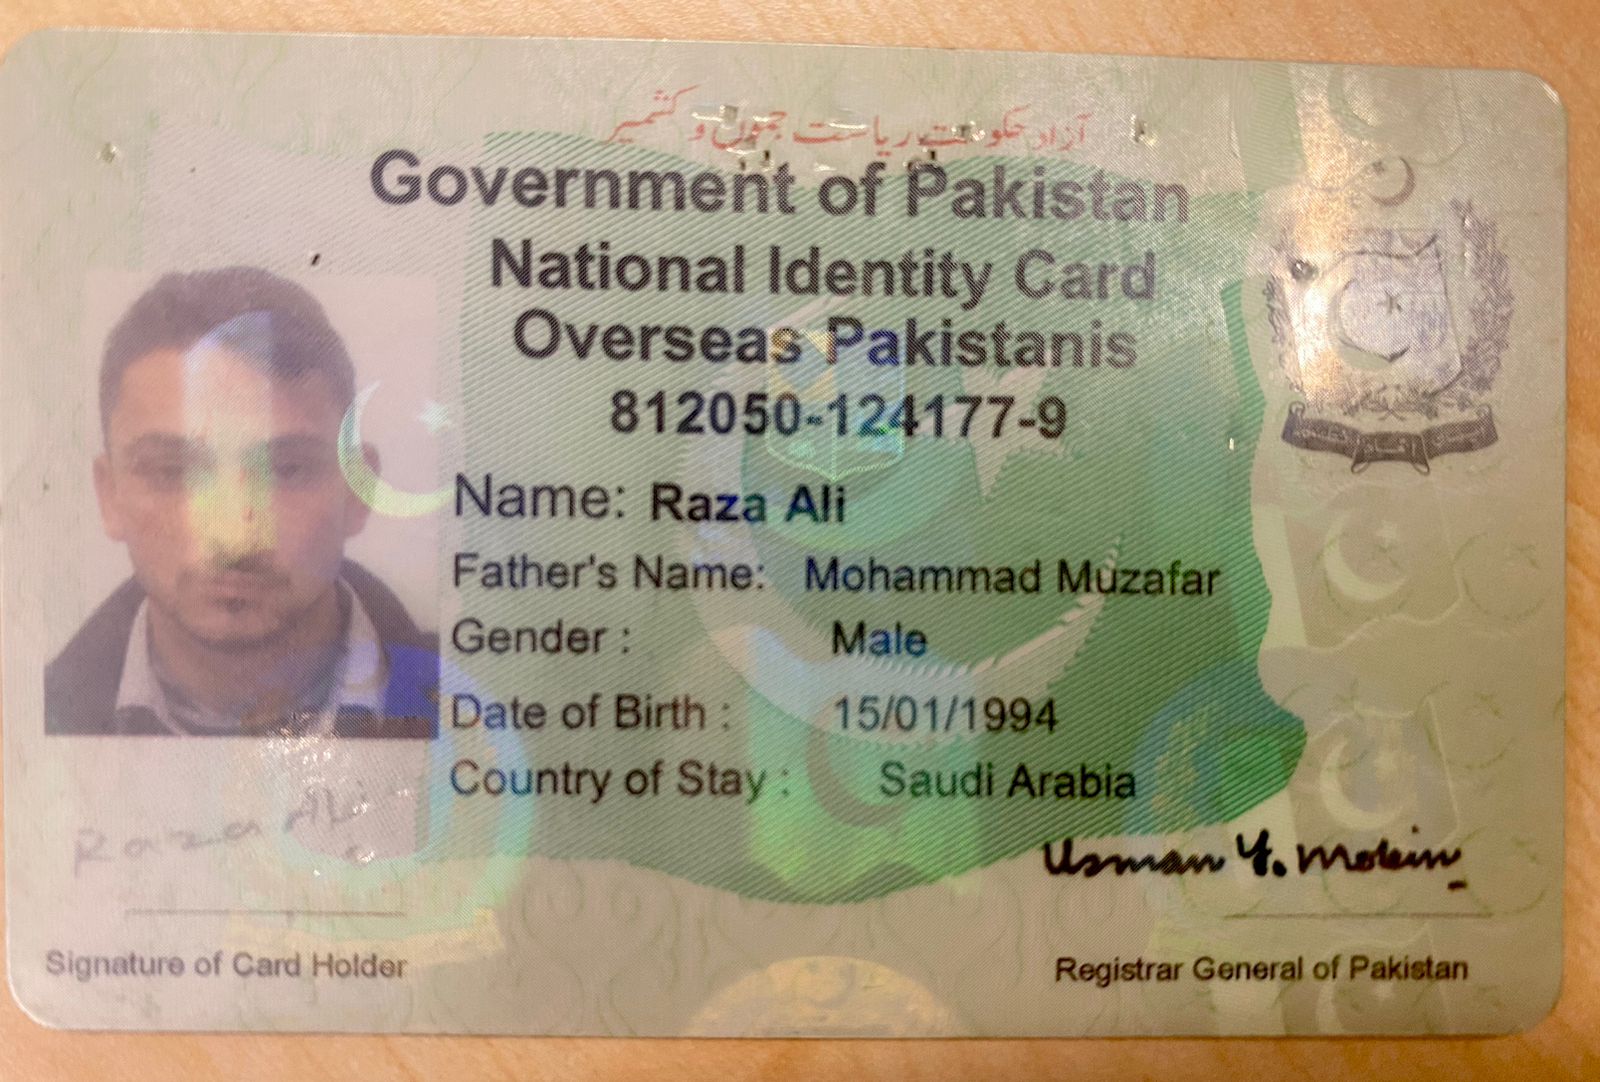 آزاد حکومت ریاست جموں و کشمیر
Government of Pakistan
National Identity Card
Overseas Pakistanis
812050-124177-9
Name: Raza Ali
Father's Name: Mohammad Muzafar
Gender : Male
Date of Birth : 15/01/1994
Country of Stay : Saudi Arabia
Raza Ali
Usman Y. Mobin
Signature of Card Holder
Registrar General of Pakistan